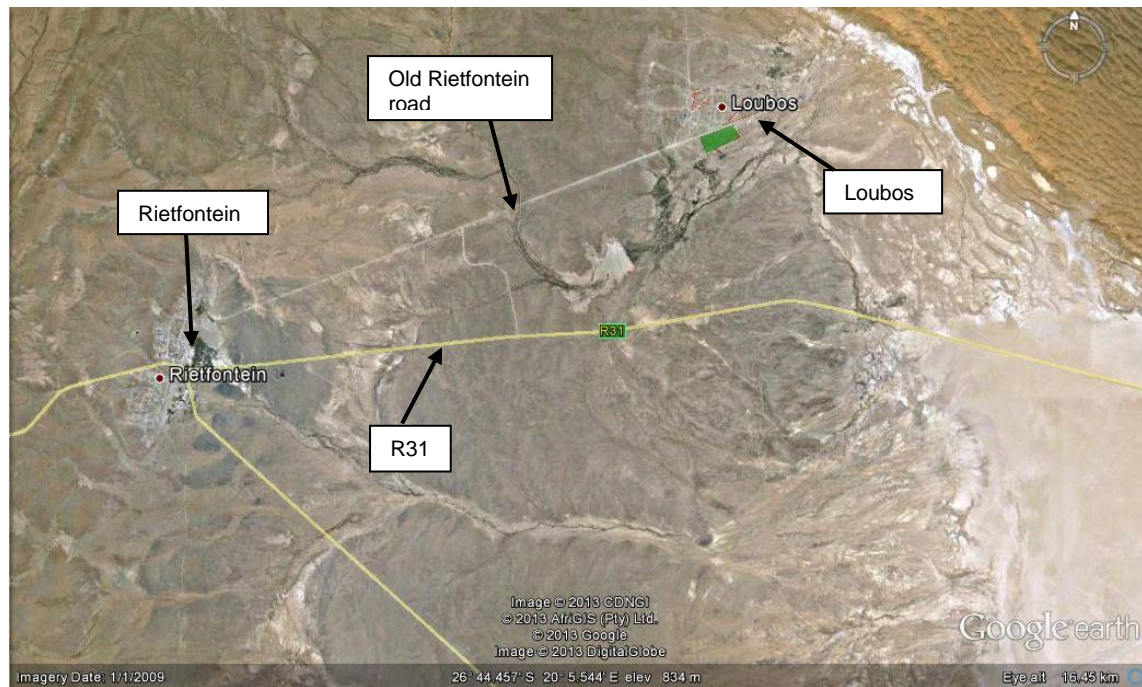 N
Old Rietfontein
road
Loubos
Loubos
Rietfontein
R31
Rietfontein
R31
Image © 2013 CDNGI
© 2013 AfriGIS (Pty) Ltd.
© 2013 Google
Image © 2013 DigitalGlobe
Google earth
Imagery Date: 1/1/2009
26° 44.457' S 20° 5.544' E elev 834 m
Eye alt 16.45 km